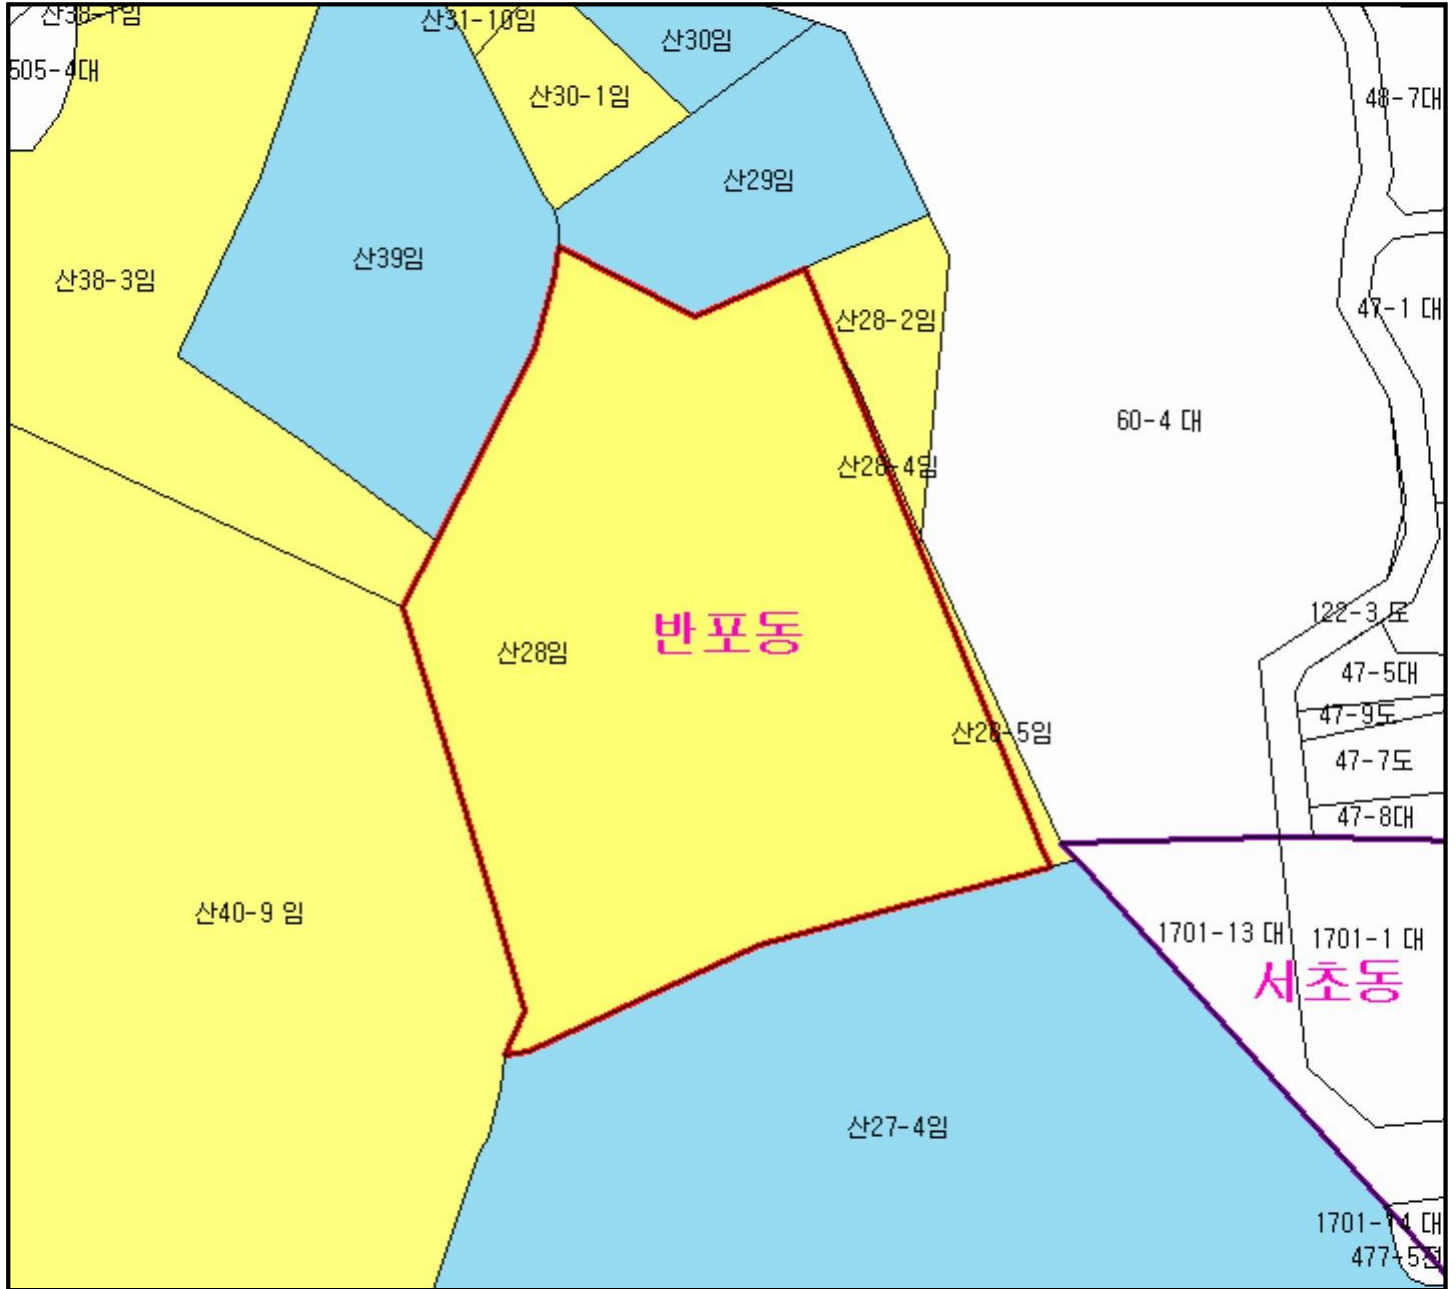 산38-1임
산31-10임
산30임
505-4대
산30-1임
48-7대
산29임
산39임
산38-3임
47-1 대
산28-2임
60-4 대
산28-4임
122-3 도
반포동
산28임
47-5대
47-9도
산28-5임
47-7도
47-8대
산40-9 임
1701-13 대
1701-1 대
서초동
산27-4임
1701-14 대
477-5전